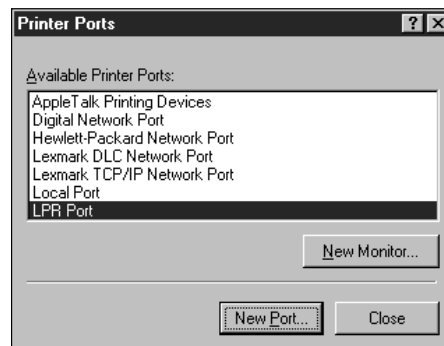 Printer Ports
Available Printer Ports:
AppleTalk Printing Devices
Digital Network Port
Hewlett-Packard Network Port
Lexmark DLC Network Port
Lexmark TCP/IP Network Port
Local Port
LPR Port
New Monitor...
New Port...
Close